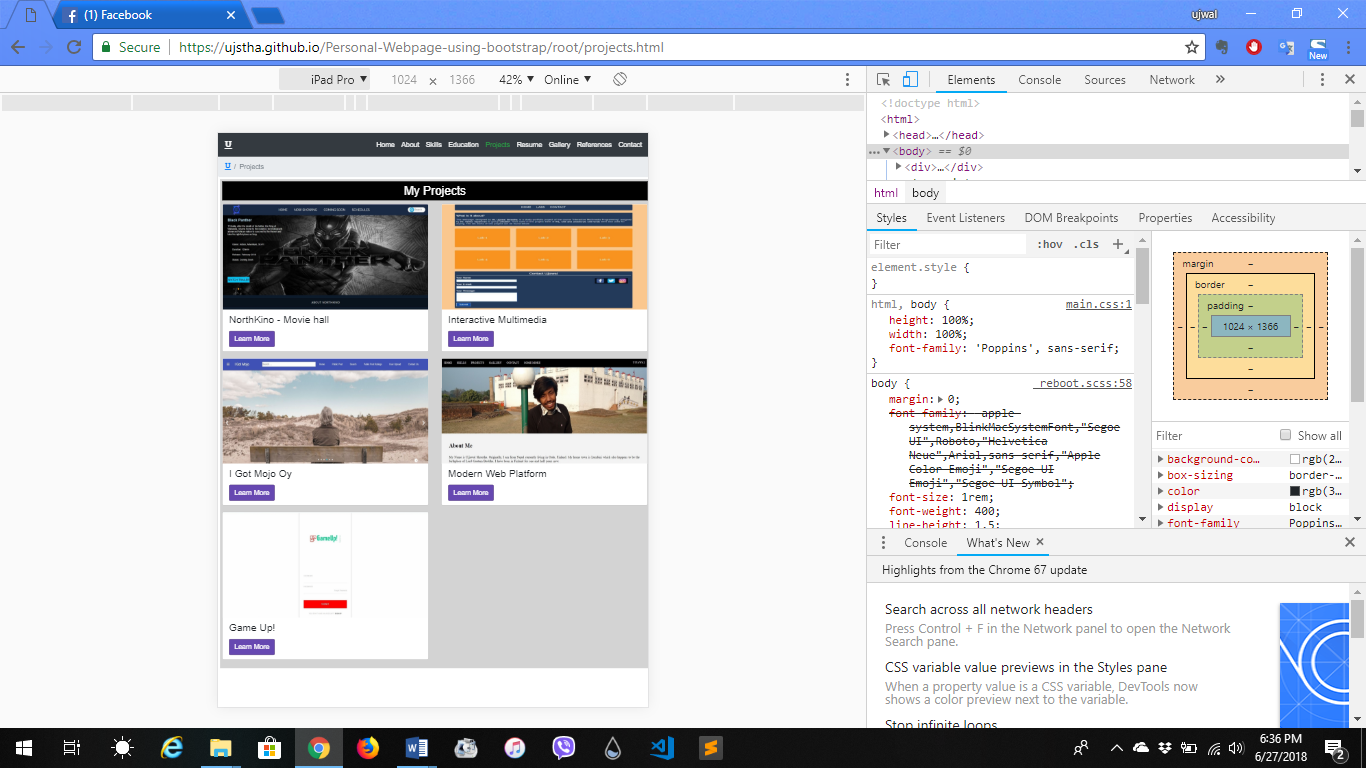 (1) Facebook
ujwal
Secure
https://ujstha.github.io/Personal-Webpage-using-bootstrap/root/projects.html
New
iPad Pro ▼ 1024 × 1366 42% ▼ Online ▼
Elements Console Sources Network »
<!doctype html>
<html>
<head>…</head>
<body> == $0
<div>…</div>
html body
Styles Event Listeners DOM Breakpoints Properties Accessibility
Filter :hov .cls +
element.style {
}
html, body { main.css:1
height: 100%;
width: 100%;
font-family: 'Poppins', sans-serif;
}
body { _reboot.scss:58
margin: 0;
font-family: -apple-
system,BlinkMacSystemFont,"Segoe
UI",Roboto,"Helvetica
Neue",Arial,sans-serif,"Apple
Color Emoji","Segoe UI
Emoji","Segoe UI Symbol";
font-size: 1rem;
font-weight: 400;
line-height: 1.5;
margin –
border –
padding –
1024 × 1366
Filter Show all
background-co… rgb(2…
box-sizing border-…
color rgb(3…
display block
font-family Poppins…
Console What's New ×
Highlights from the Chrome 67 update
Search across all network headers
Press Control + F in the Network panel to open the Network
Search pane.
CSS variable value previews in the Styles pane
When a property value is a CSS variable, DevTools now
shows a color preview next to the variable.
Stop infinite loops
U Home About Skills Education Projects Resume Gallery References Contact
U / Projects
My Projects
NorthKino - Movie hall
Learn More
Interactive Multimedia
Learn More
I Got Mojo Oy
Learn More
About Me
Modern Web Platform
Learn More
GameUp!
Game Up!
Learn More
6:36 PM
6/27/2018
2